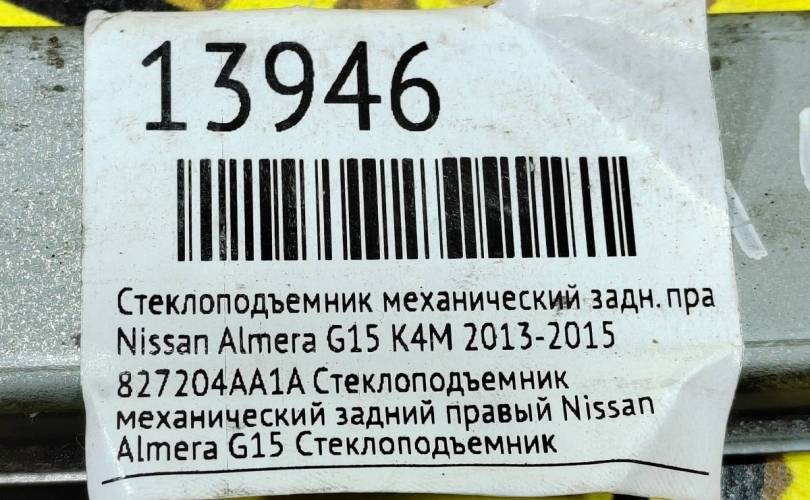 13946
Стеклоподъемник механический задн. пра
Nissan Almera G15 K4M 2013-2015
827204AA1A Стеклоподъемник
механический задний правый Nissan
Almera G15 Стеклоподъемник